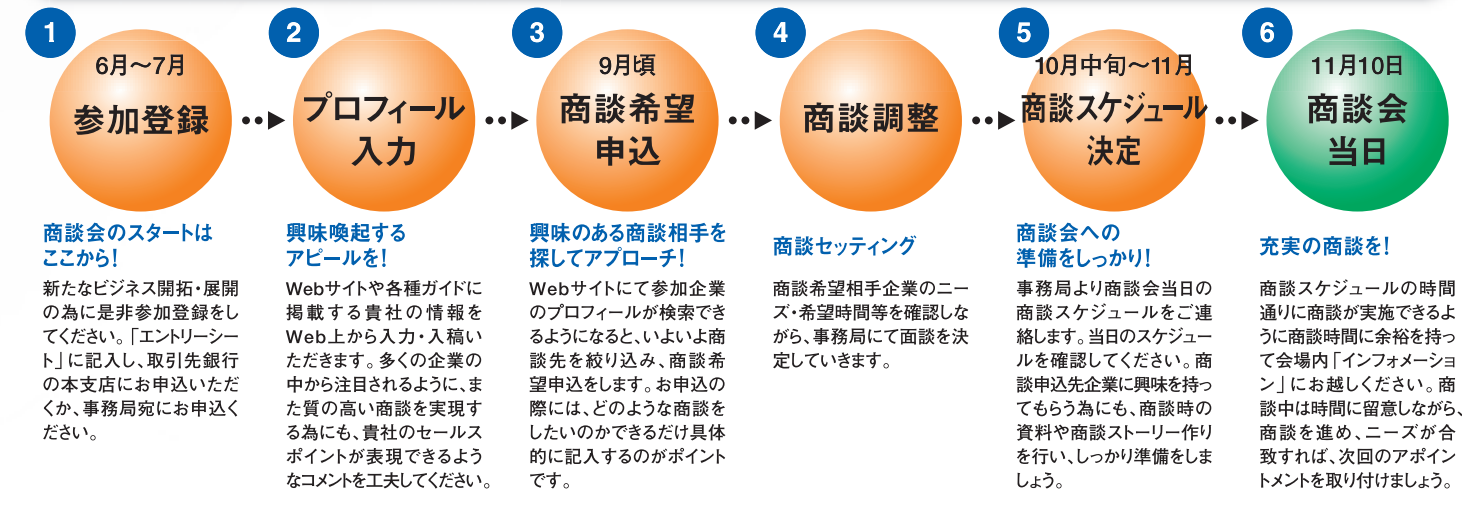 1
6月〜7月
参加登録
商談会のスタートは
ここから!
新たなビジネス開拓・展開
の為に是非参加登録をし
てください。「エントリーシー
ト」に記入し、取引先銀行
の本支店にお申込いただ
くか、事務局宛にお申込く
ださい。
2
プロフィール
入力
興味喚起する
アピールを!
Webサイトや各種ガイドに
掲載する貴社の情報を
Web上から入力・入稿い
ただきます。多くの企業の
中から注目されるように、ま
た質の高い商談を実現す
る為にも、貴社のセールス
ポイントが表現できるよう
なコメントを工夫してください。
3
9月頃
商談希望
申込
興味のある商談相手を
探してアプローチ!
Webサイトにて参加企業
のプロフィールが検索でき
るようになると、いよいよ商
談先を絞り込み、商談希
望申込をします。お申込の
際には、どのような商談を
したいのかできるだけ具体
的に記入するのがポイント
です。
4
商談調整
商談セッティング
商談希望相手企業のニー
ズ・希望時間等を確認しな
がら、事務局にて面談を決
定していきます。
5
10月中旬〜11月
商談スケジュール
決定
商談会への
準備をしっかり!
事務局より商談会当日の
商談スケジュールをご連
絡します。当日のスケジュー
ルを確認してください。商
談申込先企業に興味を持っ
てもらう為にも、商談時の
資料や商談ストーリー作り
を行い、しっかり準備をしま
しょう。
6
11月10日
商談会
当日
充実の商談を!
商談スケジュールの時間
通りに商談が実施できるよ
うに商談時間に余裕を持っ
て会場内「インフォメーショ
ン」にお越しください。商
談中は時間に留意しながら、
商談を進め、ニーズが合
致すれば、次回のアポイン
トメントを取り付けましょう。